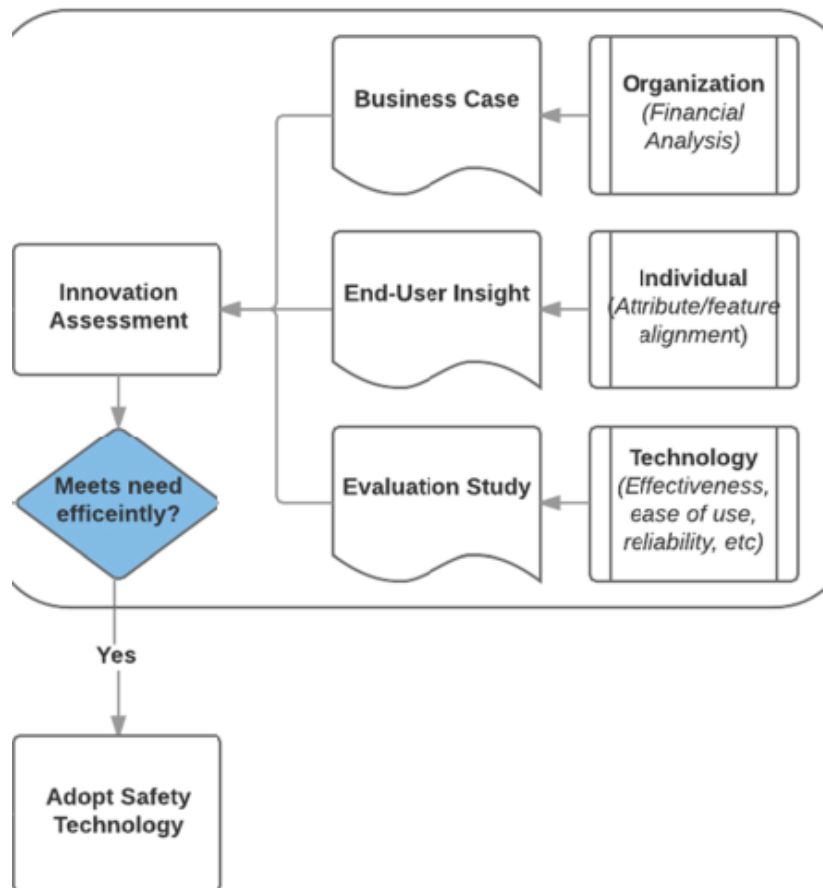 Business Case
Organization
(Financial
Analysis)
Innovation
Assessment
End-User Insight
Individual
(Attribute/feature
alignment)
Meets need
efficeintly?
Evaluation Study
Technology
(Effectiveness,
ease of use,
reliability, etc)
Yes
Adopt Safety
Technology